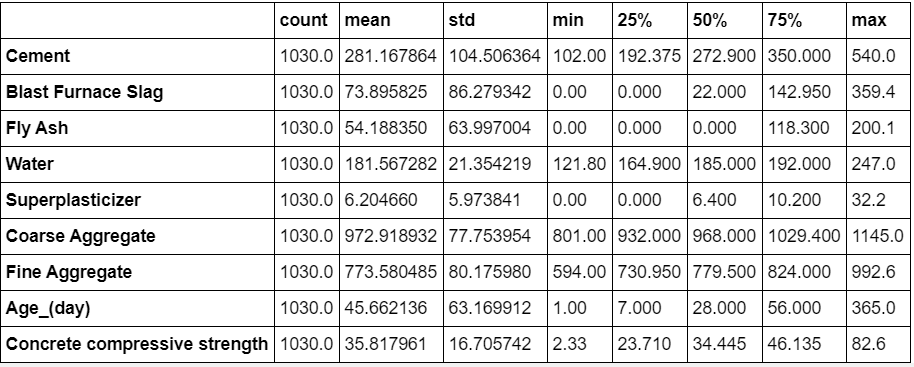 count mean std min 25% 50% 75% max
Cement 1030.0 281.167864 104.506364 102.00 192.375 272.900 350.000 540.0
Blast Furnace Slag 1030.0 73.895825 86.279342 0.00 0.000 22.000 142.950 359.4
Fly Ash 1030.0 54.188350 63.997004 0.00 0.000 0.000 118.300 200.1
Water 1030.0 181.567282 21.354219 121.80 164.900 185.000 192.000 247.0
Superplasticizer 1030.0 6.204660 5.973841 0.00 0.000 6.400 10.200 32.2
Coarse Aggregate 1030.0 972.918932 77.753954 801.00 932.000 968.000 1029.400 1145.0
Fine Aggregate 1030.0 773.580485 80.175980 594.00 730.950 779.500 824.000 992.6
Age_(day) 1030.0 45.662136 63.169912 1.00 7.000 28.000 56.000 365.0
Concrete compressive strength 1030.0 35.817961 16.705742 2.33 23.710 34.445 46.135 82.6